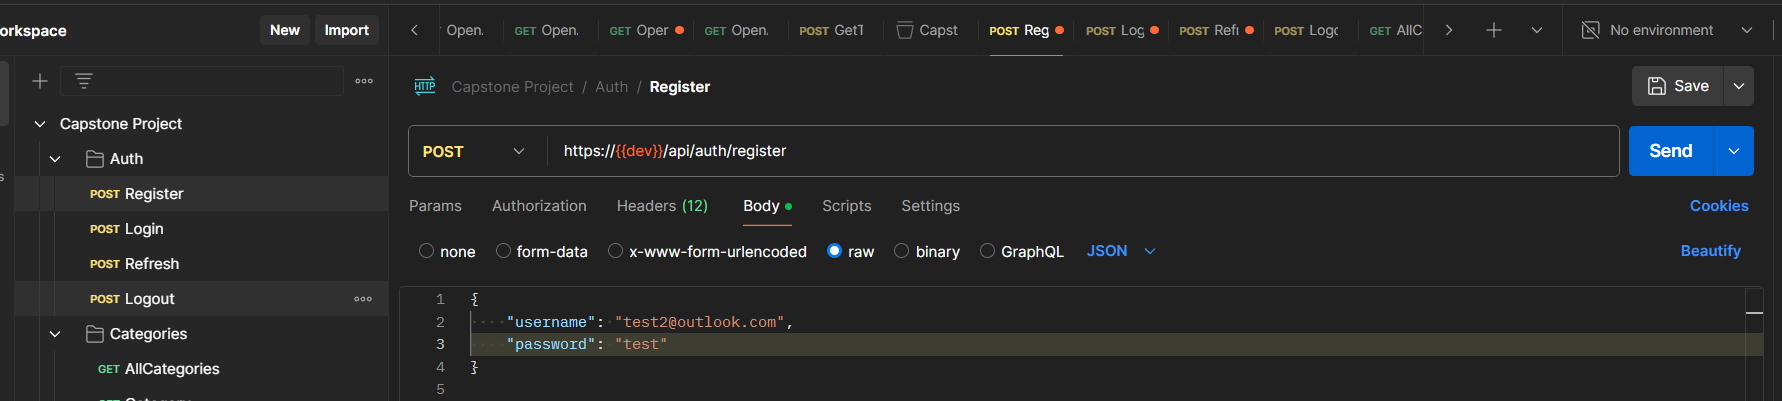 orkspace
New
Import
Open.
GET Open.
GET Oper
GET Open.
POST GetT
Capst
POST Reg
POST Log
POST Refr
POST Logo
GET AllC
No environment
HTTP
Capstone Project / Auth / Register
Save
Capstone Project
Auth
POST Register
POST Login
POST Refresh
POST Logout
Categories
GET AllCategories
s
POST
https://{{dev}}/api/auth/register
Send
Params
Authorization
Headers (12)
Body
Scripts
Settings
Cookies
none
form-data
x-www-form-urlencoded
raw
binary
GraphQL
JSON
Beautify
1 {
2 "username": "test2@outlook.com",
3 "password": "test"
4 }
5